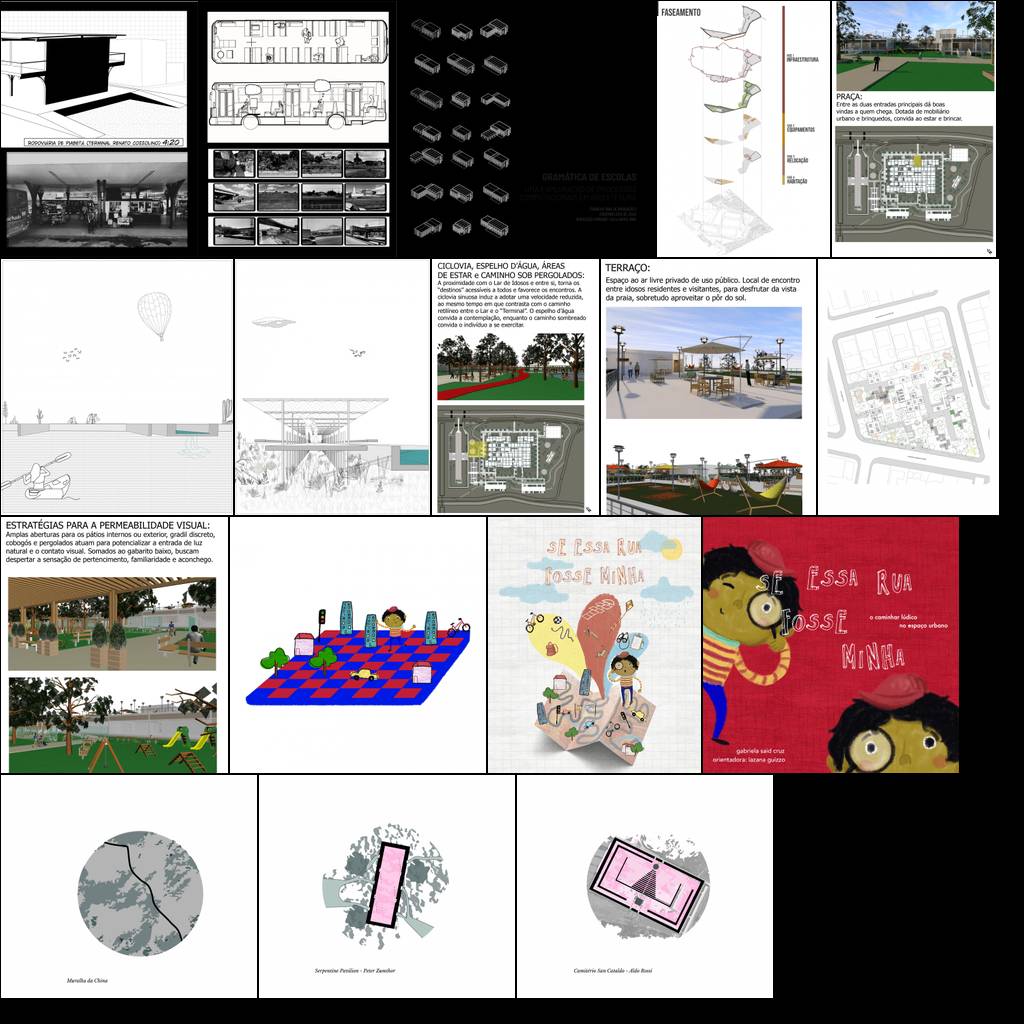 RODOVIÁRIA DE PIABETÁ (TERMINAL RENATO COZZOLINO) 4:20
GRAMÁTICA DE ESCOLAS
FASEAMENTO
INFRAESTRUTURA
EQUIPAMENTOS
RELOCAÇÃO
HABITAÇÃO
PRAÇA:
Entre as duas entradas principais dá boas
vindas a quem chega. Dotada de mobiliário
urbano e brinquedos, convida ao estar e brincar.
CICLOVIA, ESPELHO D'ÁGUA, ÁREAS
DE ESTAR e CAMINHO SOB PERGOLADOS:
A proximidade com o Lar de Idosos e entre si, torna os
"destinos" acessíveis a todos e favorece os encontros. A
ciclovia sinuosa induz a adotar uma velocidade reduzida,
ao mesmo tempo em que contrasta com o caminho
retilíneo entre o Lar e o "Terminal". O espelho d'água
convida a contemplação, enquanto o caminho sombreado
convida o indivíduo a se exercitar.
TERRAÇO:
Espaço ao ar livre privado de uso público. Local de encontro
entre idosos residentes e visitantes, para desfrutar da vista
da praia, sobretudo aproveitar o pôr do sol.
ESTRATÉGIAS PARA A PERMEABILIDADE VISUAL:
Amplas aberturas para os pátios internos ou exterior, gradil discreto,
cobogós e pergolados atuam para potencializar a entrada de luz
natural e o contato visual. Somados ao gabarito baixo, buscam
despertar a sensação de pertencimento, familiaridade e aconchego.
SE ESSA RUA
FOSSE MINHA
SE ESSA RUA
FOSSE
MINHA
o caminhar lúdico
no espaço urbano
gabriela said cruz
orientadora: iazana guizzo
Muralha da China
Serpentine Pavilion - Peter Zumthor
Cemitério San Cataldo - Aldo Rossi